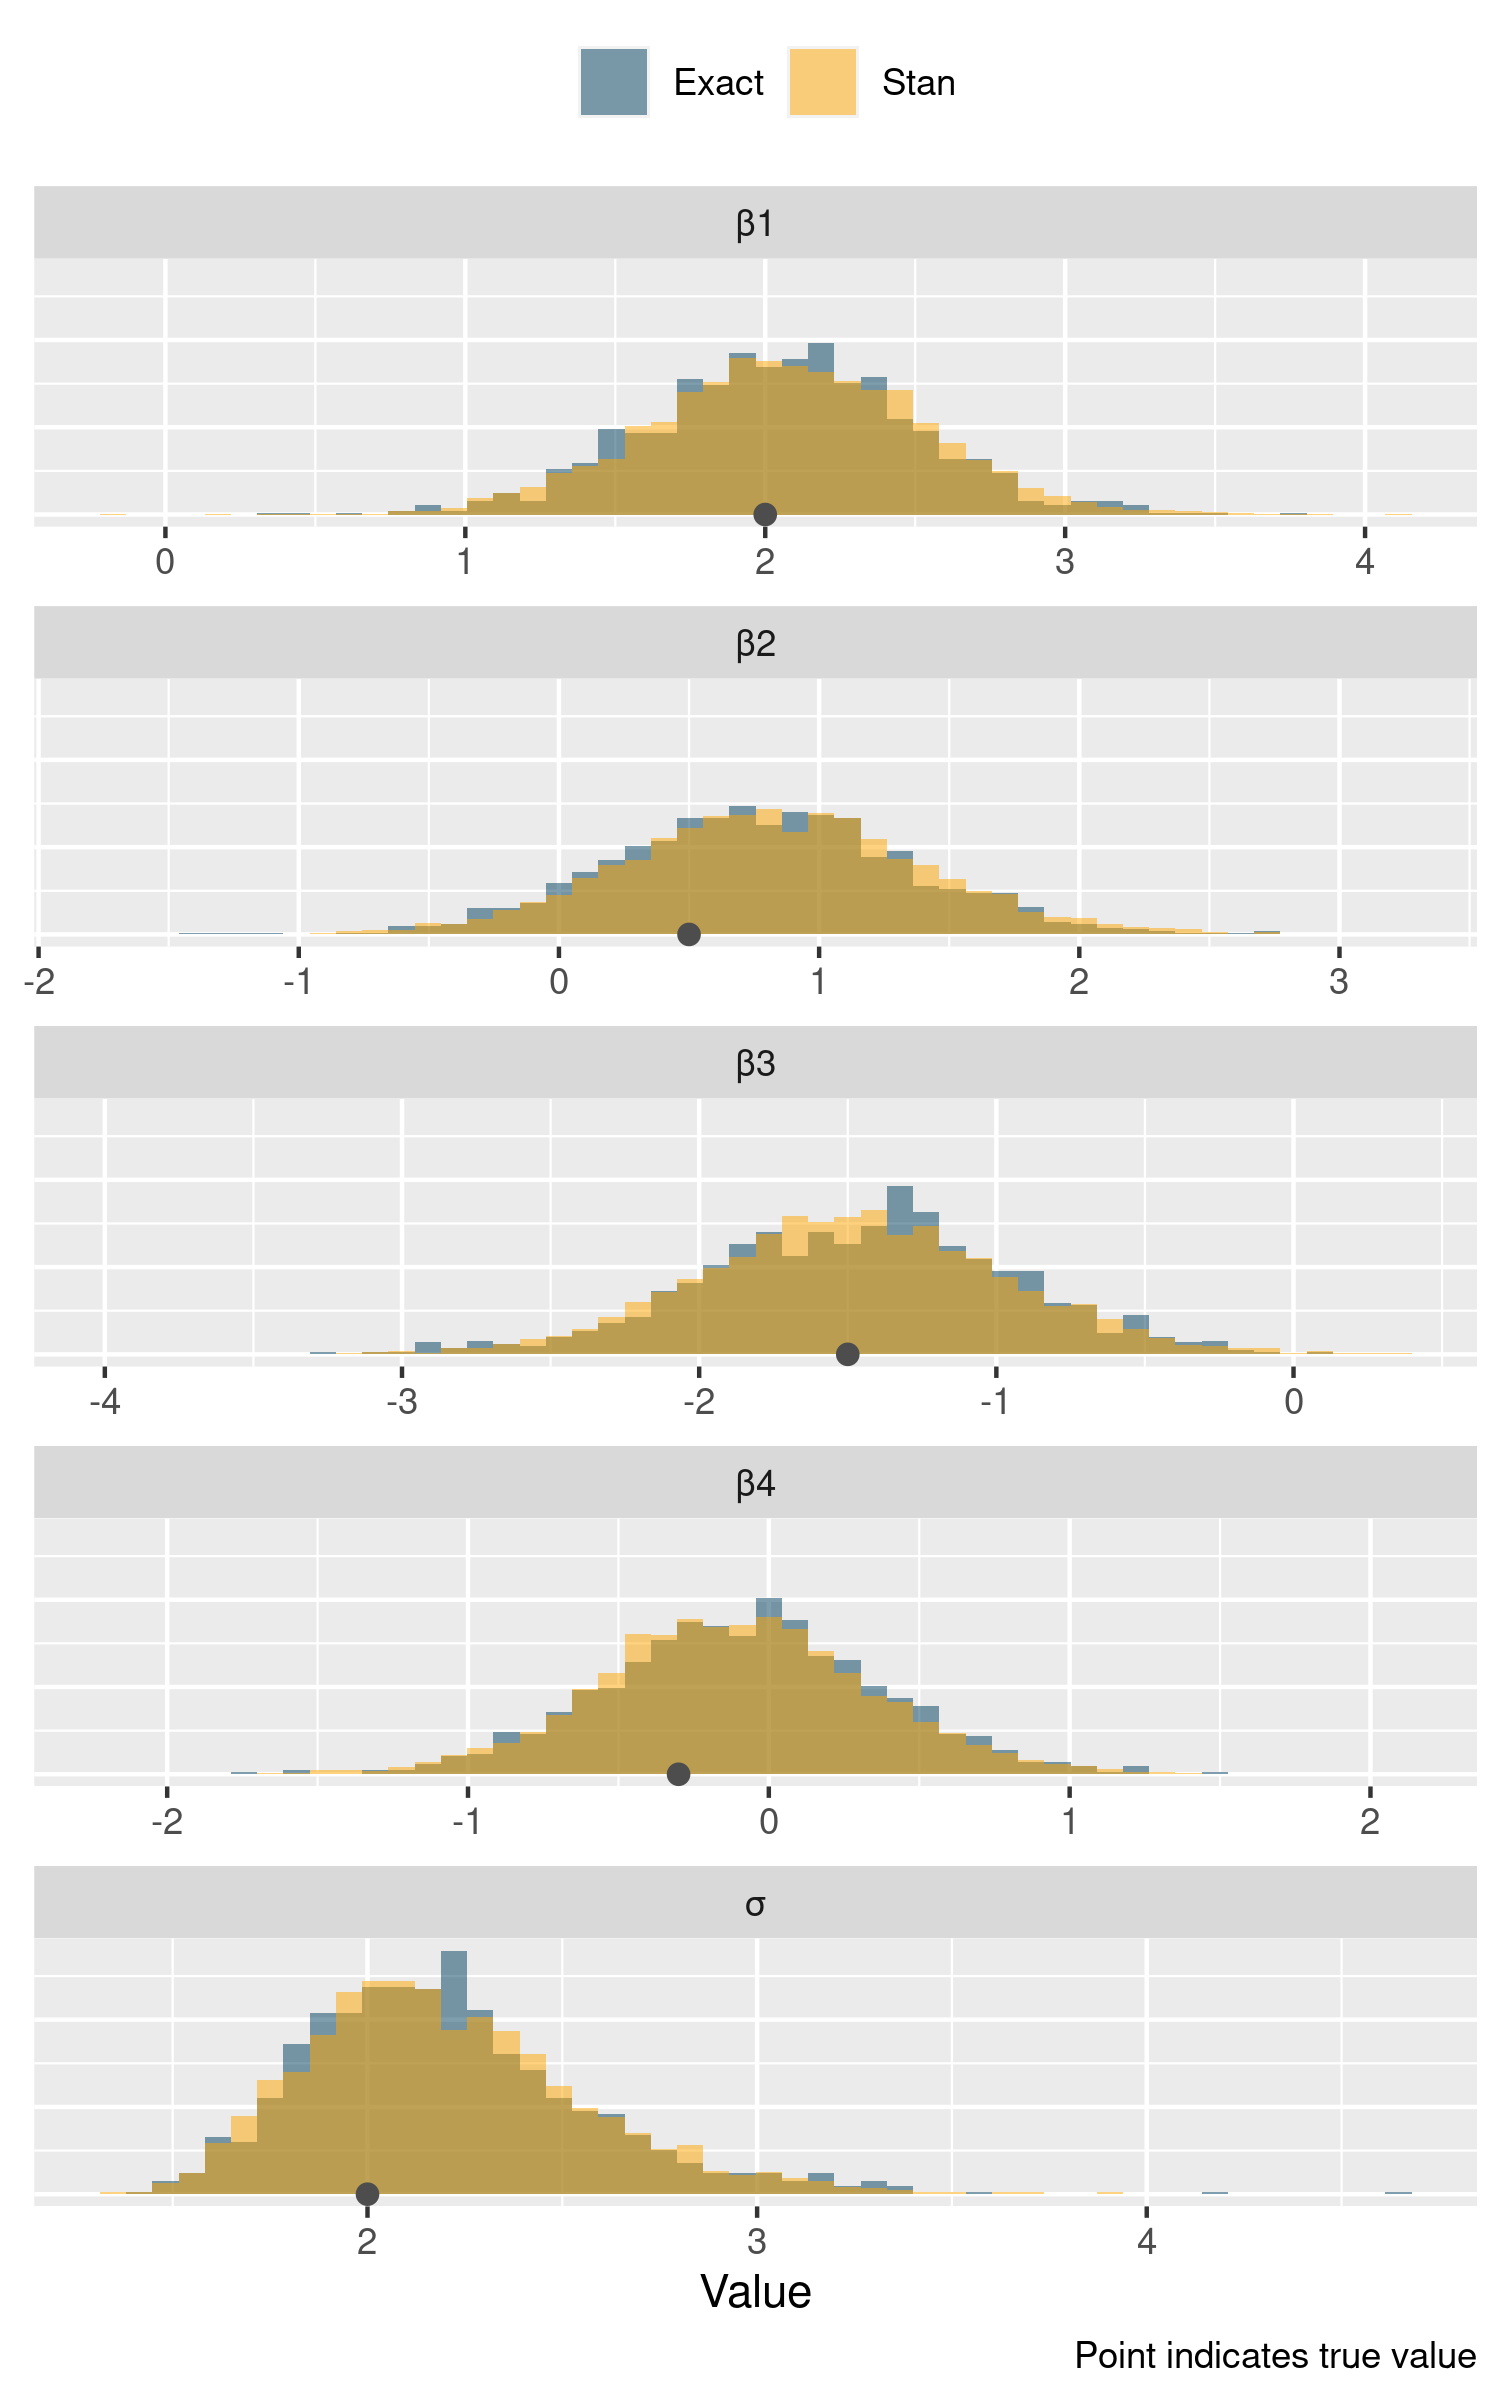 Exact Stan
β1
0 1 2 3 4
β2
-2 -1 0 1 2 3
β3
-4 -3 -2 -1 0
β4
-2 -1 0 1 2
σ
2 3 4
Value
Point indicates true value